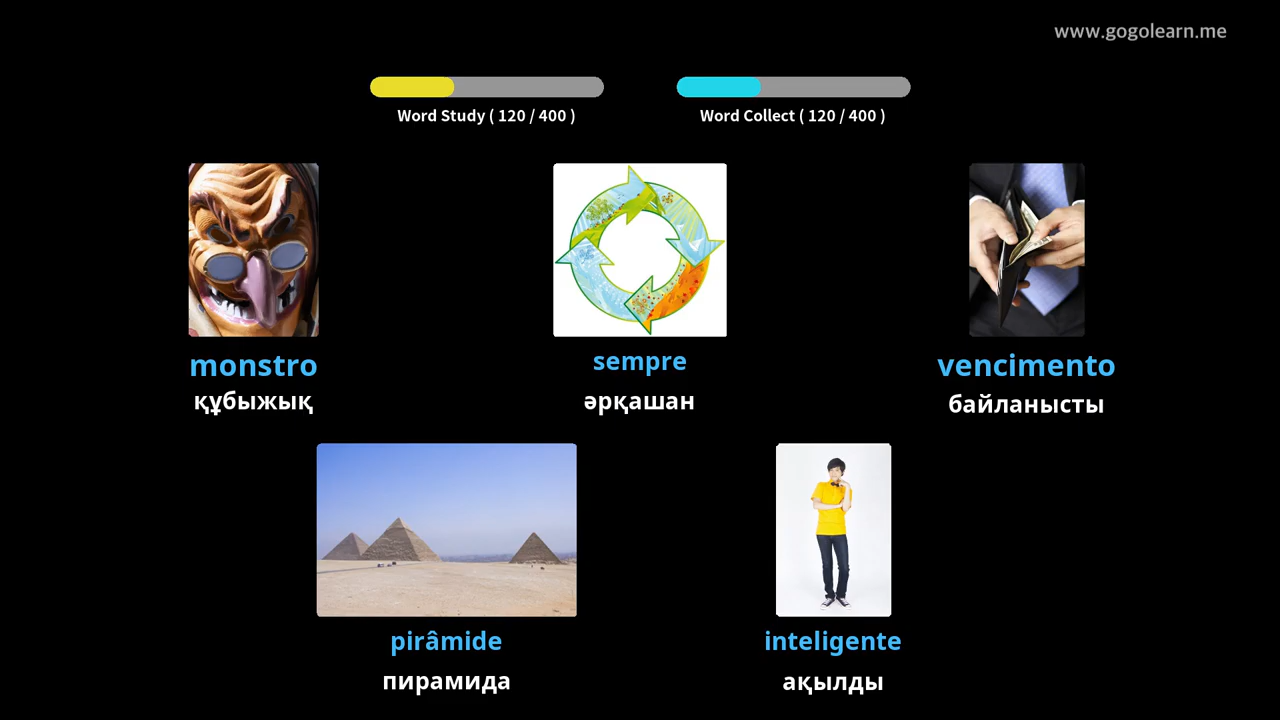 www.gogolearn.me
Word Study ( 120 / 400 )
Word Collect ( 120 / 400 )
monstro
құбыжық
sempre
әрқашан
vencimento
байланысты
pirâmide
пирамида
inteligente
ақылды